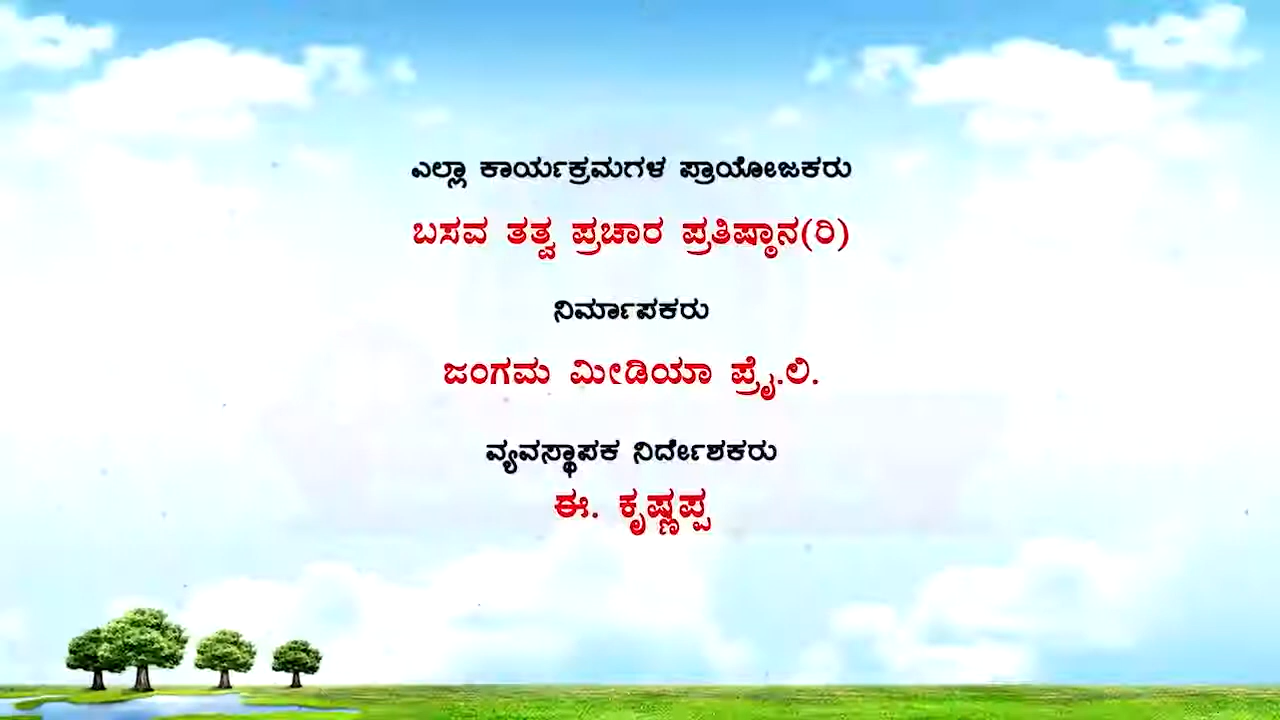 ಎಲ್ಲಾ ಕಾರ್ಯಕ್ರಮಗಳ ಪ್ರಾಯೋಜಕರು
ಬಸವ ತತ್ವ ಪ್ರಚಾರ ಪ್ರತಿಷ್ಠಾನ(ರಿ)
ನಿರ್ಮಾಪಕರು
ಜಂಗಮ ಮೀಡಿಯಾ ಪ್ರೈ.ಲಿ.
ವ್ಯವಸ್ಥಾಪಕ ನಿರ್ದೇಶಕರು
ಈ. ಕೃಷ್ಣಪ್ಪ